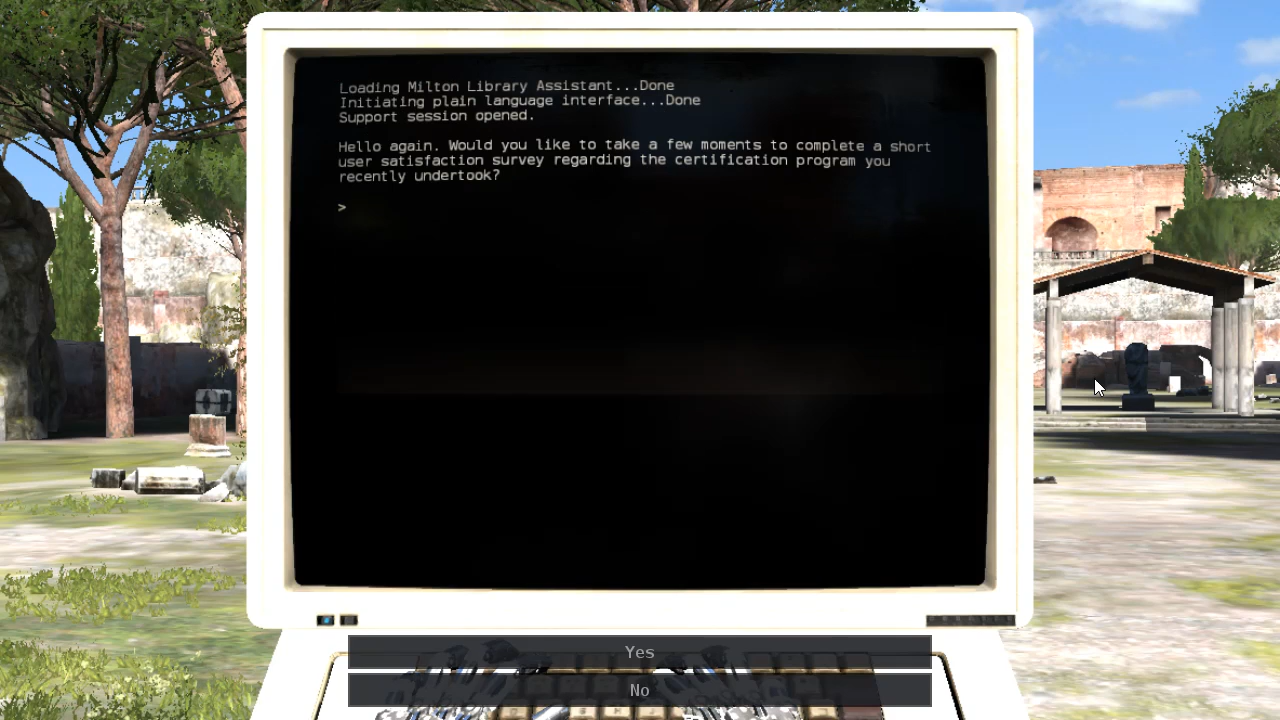 Loading Milton Library Assistant...Done
Initiating plain language interface...Done
Support session opened.
Hello again. Would you like to take a few moments to complete a short
user satisfaction survey regarding the certification program you
recently undertook?
>
Yes
No